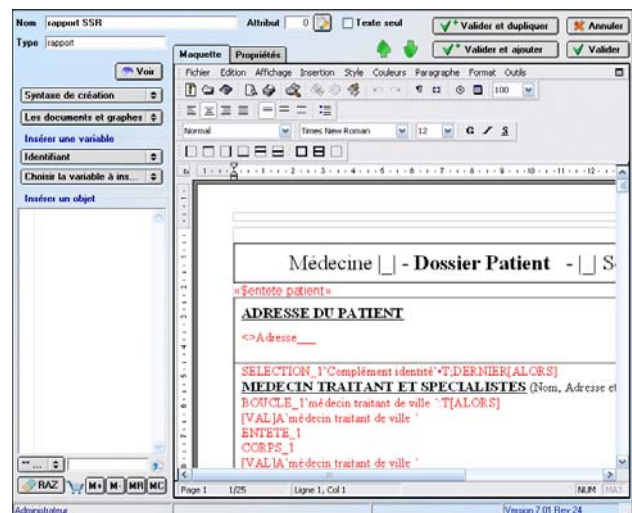 Nom rapport SSR Attribut 0 Texte seul Valider et dupliquer Annuler
Type rapport Valider et ajouter Valider
Maquette Propriétés
Voir
Fichier Edition Affichage Insertion Style Couleurs Paragraphe Format Outils
Syntaxe de création
100
Les documents et graphes
Insérer une variable
Normal Times New Roman 12 G I S
Identifiant
Choisir la variable à ins...
Insérer un objet
Médecine |_| - Dossier Patient - |_| S
«$entete patient»
ADRESSE DU PATIENT
<>Adresse___
SELECTION_1`Complément identité`•T;DERNIER[ALORS]
MEDECIN TRAITANT ET SPECIALISTES (Nom, Adresse et
BOUCLE_1`médecin traitant de ville `:T[ALORS]
[VAL]A`médecin traitant de ville `
ENTETE_1
CORPS_1
[VAL]A`médecin traitant de ville `
RAZ M+ M- MR MC
Page 1 1/25 Ligne 1, Col 1 NUM MAJ
Administrateur Version 7.01 Rev 24